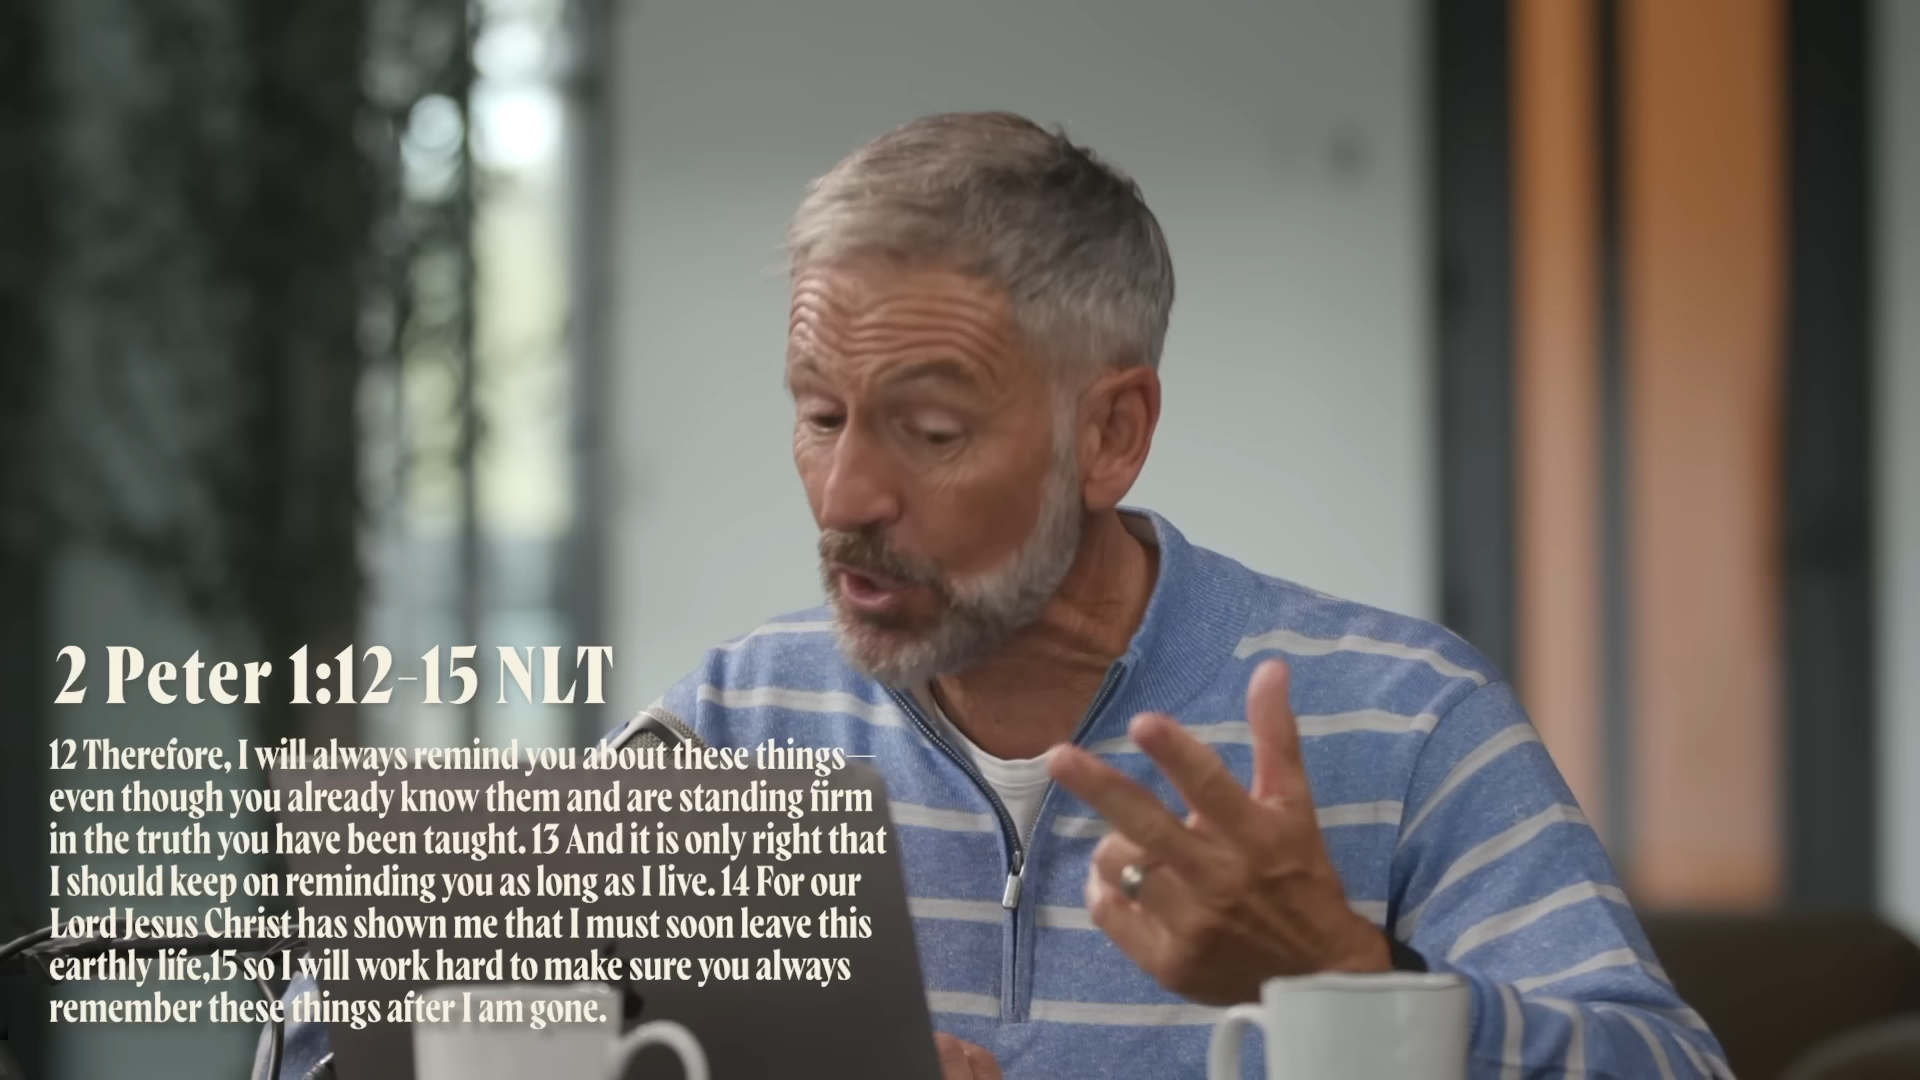 2 Peter 1:12-15 NLT
12 Therefore, I will always remind you about these things—
even though you already know them and are standing firm
in the truth you have been taught. 13 And it is only right that
I should keep on reminding you as long as I live. 14 For our
Lord Jesus Christ has shown me that I must soon leave this
earthly life,15 so I will work hard to make sure you always
remember these things after I am gone.